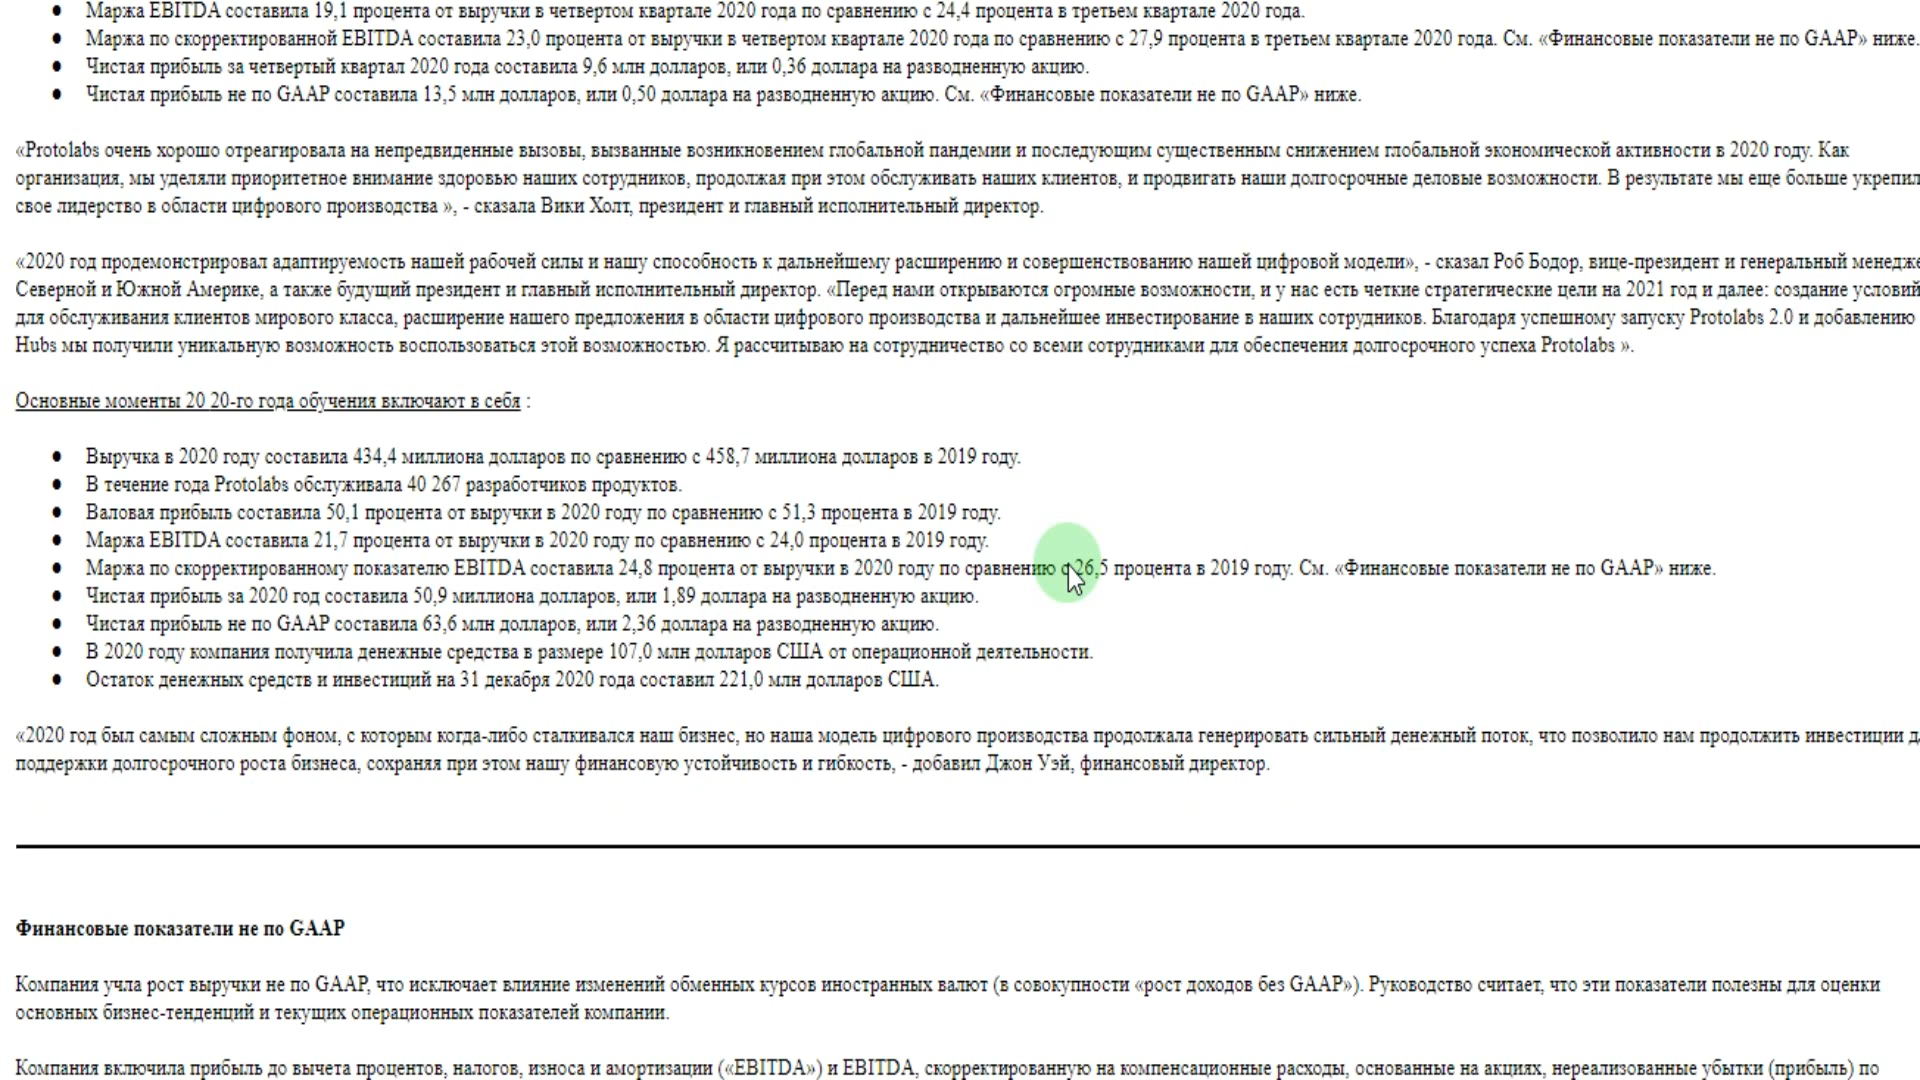 ● Маржа EBITDA составила 19,1 процента от выручки в четвертом квартале 2020 года по сравнению с 24,4 процента в третьем квартале 2020 года.
● Маржа по скорректированной EBITDA составила 23,0 процента от выручки в четвертом квартале 2020 года по сравнению с 27,9 процента в третьем квартале 2020 года. См. «Финансовые показатели не по GAAP» ниже.
● Чистая прибыль за четвертый квартал 2020 года составила 9,6 млн долларов, или 0,36 доллара на разводненную акцию.
● Чистая прибыль не по GAAP составила 13,5 млн долларов, или 0,50 доллара на разводненную акцию. См. «Финансовые показатели не по GAAP» ниже.
«Protolabs очень хорошо отреагировала на непредвиденные вызовы, вызванные возникновением глобальной пандемии и последующим существенным снижением глобальной экономической активности в 2020 году. Как
организация, мы уделяли приоритетное внимание здоровью наших сотрудников, продолжая при этом обслуживать наших клиентов, и продвигать наши долгосрочные деловые возможности. В результате мы еще больше укрепил
свое лидерство в области цифрового производства », - сказала Вики Холт, президент и главный исполнительный директор.
«2020 год продемонстрировал адаптируемость нашей рабочей силы и нашу способность к дальнейшему расширению и совершенствованию нашей цифровой модели», - сказал Роб Бодор, вице-президент и генеральный менедже
Северной и Южной Америке, а также будущий президент и главный исполнительный директор. «Перед нами открываются огромные возможности, и у нас есть четкие стратегические цели на 2021 год и далее: создание условий
для обслуживания клиентов мирового класса, расширение нашего предложения в области цифрового производства и дальнейшее инвестирование в наших сотрудников. Благодаря успешному запуску Protolabs 2.0 и добавлению
Hubs мы получили уникальную возможность воспользоваться этой возможностью. Я рассчитываю на сотрудничество со всеми сотрудниками для обеспечения долгосрочного успеха Protolabs ».
Основные моменты 20 20-го года обучения включают в себя :
● Выручка в 2020 году составила 434,4 миллиона долларов по сравнению с 458,7 миллиона долларов в 2019 году.
● В течение года Protolabs обслуживала 40 267 разработчиков продуктов.
● Валовая прибыль составила 50,1 процента от выручки в 2020 году по сравнению с 51,3 процента в 2019 году.
● Маржа EBITDA составила 21,7 процента от выручки в 2020 году по сравнению с 24,0 процента в 2019 году.
● Маржа по скорректированному показателю EBITDA составила 24,8 процента от выручки в 2020 году по сравнению с 26,5 процента в 2019 году. См. «Финансовые показатели не по GAAP» ниже.
● Чистая прибыль за 2020 год составила 50,9 миллиона долларов, или 1,89 доллара на разводненную акцию.
● Чистая прибыль не по GAAP составила 63,6 млн долларов, или 2,36 доллара на разводненную акцию.
● В 2020 году компания получила денежные средства в размере 107,0 млн долларов США от операционной деятельности.
● Остаток денежных средств и инвестиций на 31 декабря 2020 года составил 221,0 млн долларов США.
«2020 год был самым сложным фоном, с которым когда-либо сталкивался наш бизнес, но наша модель цифрового производства продолжала генерировать сильный денежный поток, что позволило нам продолжить инвестиции
поддержки долгосрочного роста бизнеса, сохраняя при этом нашу финансовую устойчивость и гибкость, - добавил Джон Уэй, финансовый директор.
Финансовые показатели не по GAAP
Компания учла рост выручки не по GAAP, что исключает влияние изменений обменных курсов иностранных валют (в совокупности «рост доходов без GAAP»). Руководство считает, что эти показатели полезны для оценки
основных бизнес-тенденций и текущих операционных показателей компании.
Компания включила прибыль до вычета процентов, налогов, износа и амортизации («EBITDA») и EBITDA, скорректированную на компенсационные расходы, основанные на акциях, нереализованные убытки (прибыль) по